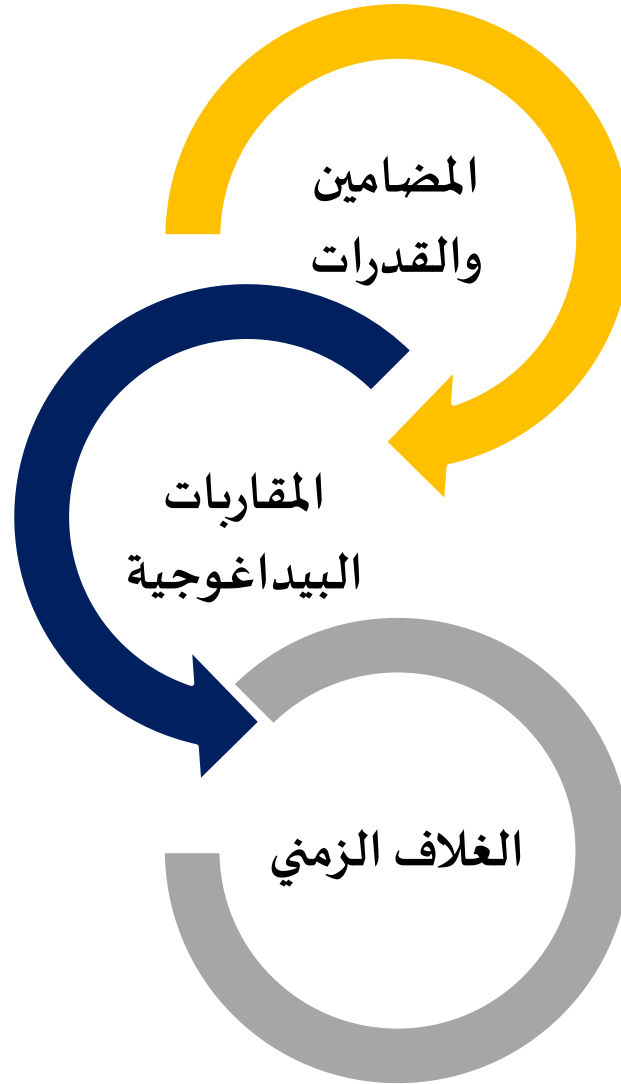 المضامين
والقدرات
المقاربات
البيداغوجية
الغلاف الزمني